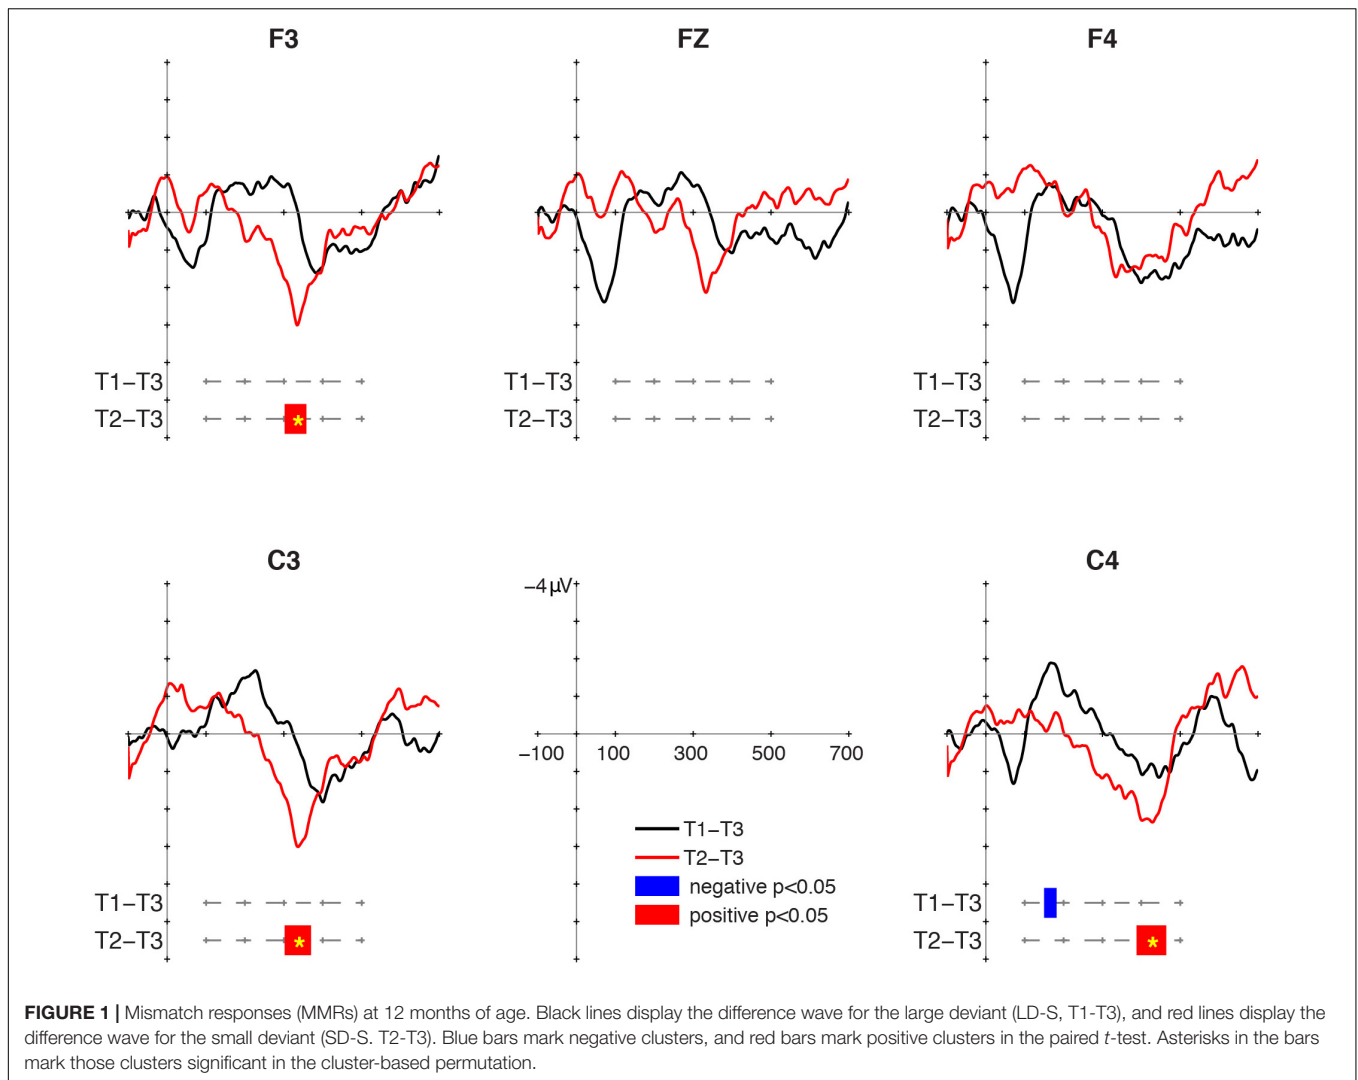 F3 FZ F4
T1–T3 T1–T3 T1–T3
T2–T3 T2–T3 T2–T3
*
C3 C4
−4µV
−100 100 300 500 700
T1–T3
T2–T3
negative p<0.05
positive p<0.05
T1–T3 T1–T3
T2–T3 T2–T3
* *
FIGURE 1 | Mismatch responses (MMRs) at 12 months of age. Black lines display the difference wave for the large deviant (LD-S, T1-T3), and red lines display the
difference wave for the small deviant (SD-S. T2-T3). Blue bars mark negative clusters, and red bars mark positive clusters in the paired t-test. Asterisks in the bars
mark those clusters significant in the cluster-based permutation.